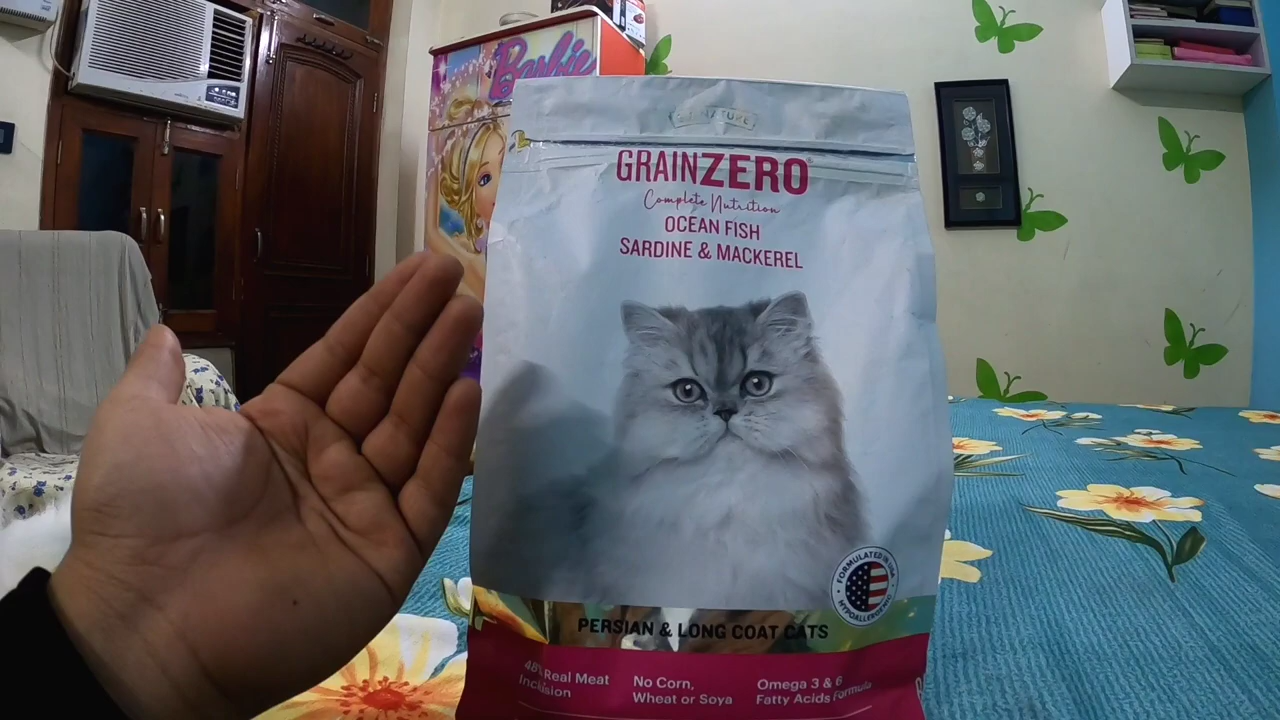 Barbie
GRAINZERO
Complete Nutrition
OCEAN FISH
SARDINE & MACKEREL
FORMULATED IN USA
HYPOALLERGENIC
PERSIAN & LONG COAT CATS
48% Real Meat
Inclusion
No Corn,
Wheat or Soya
Omega 3 & 6
Fatty Acids Formula